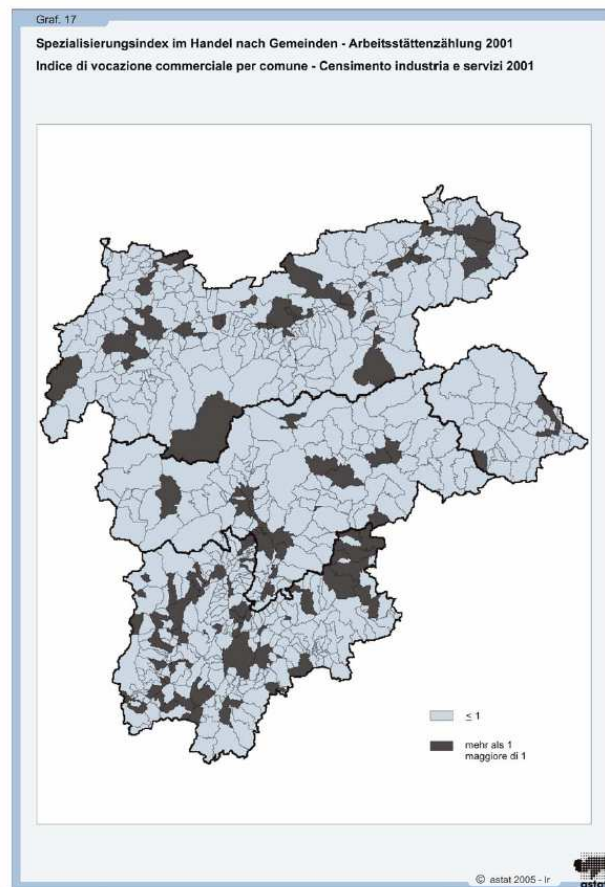 Graf. 17
Spezialisierungsindex im Handel nach Gemeinden - Arbeitsstättenzählung 2001
Indice di vocazione commerciale per comune - Censimento industria e servizi 2001
≤ 1
mehr als 1
maggiore di 1
© astat 2005 - lr
astat